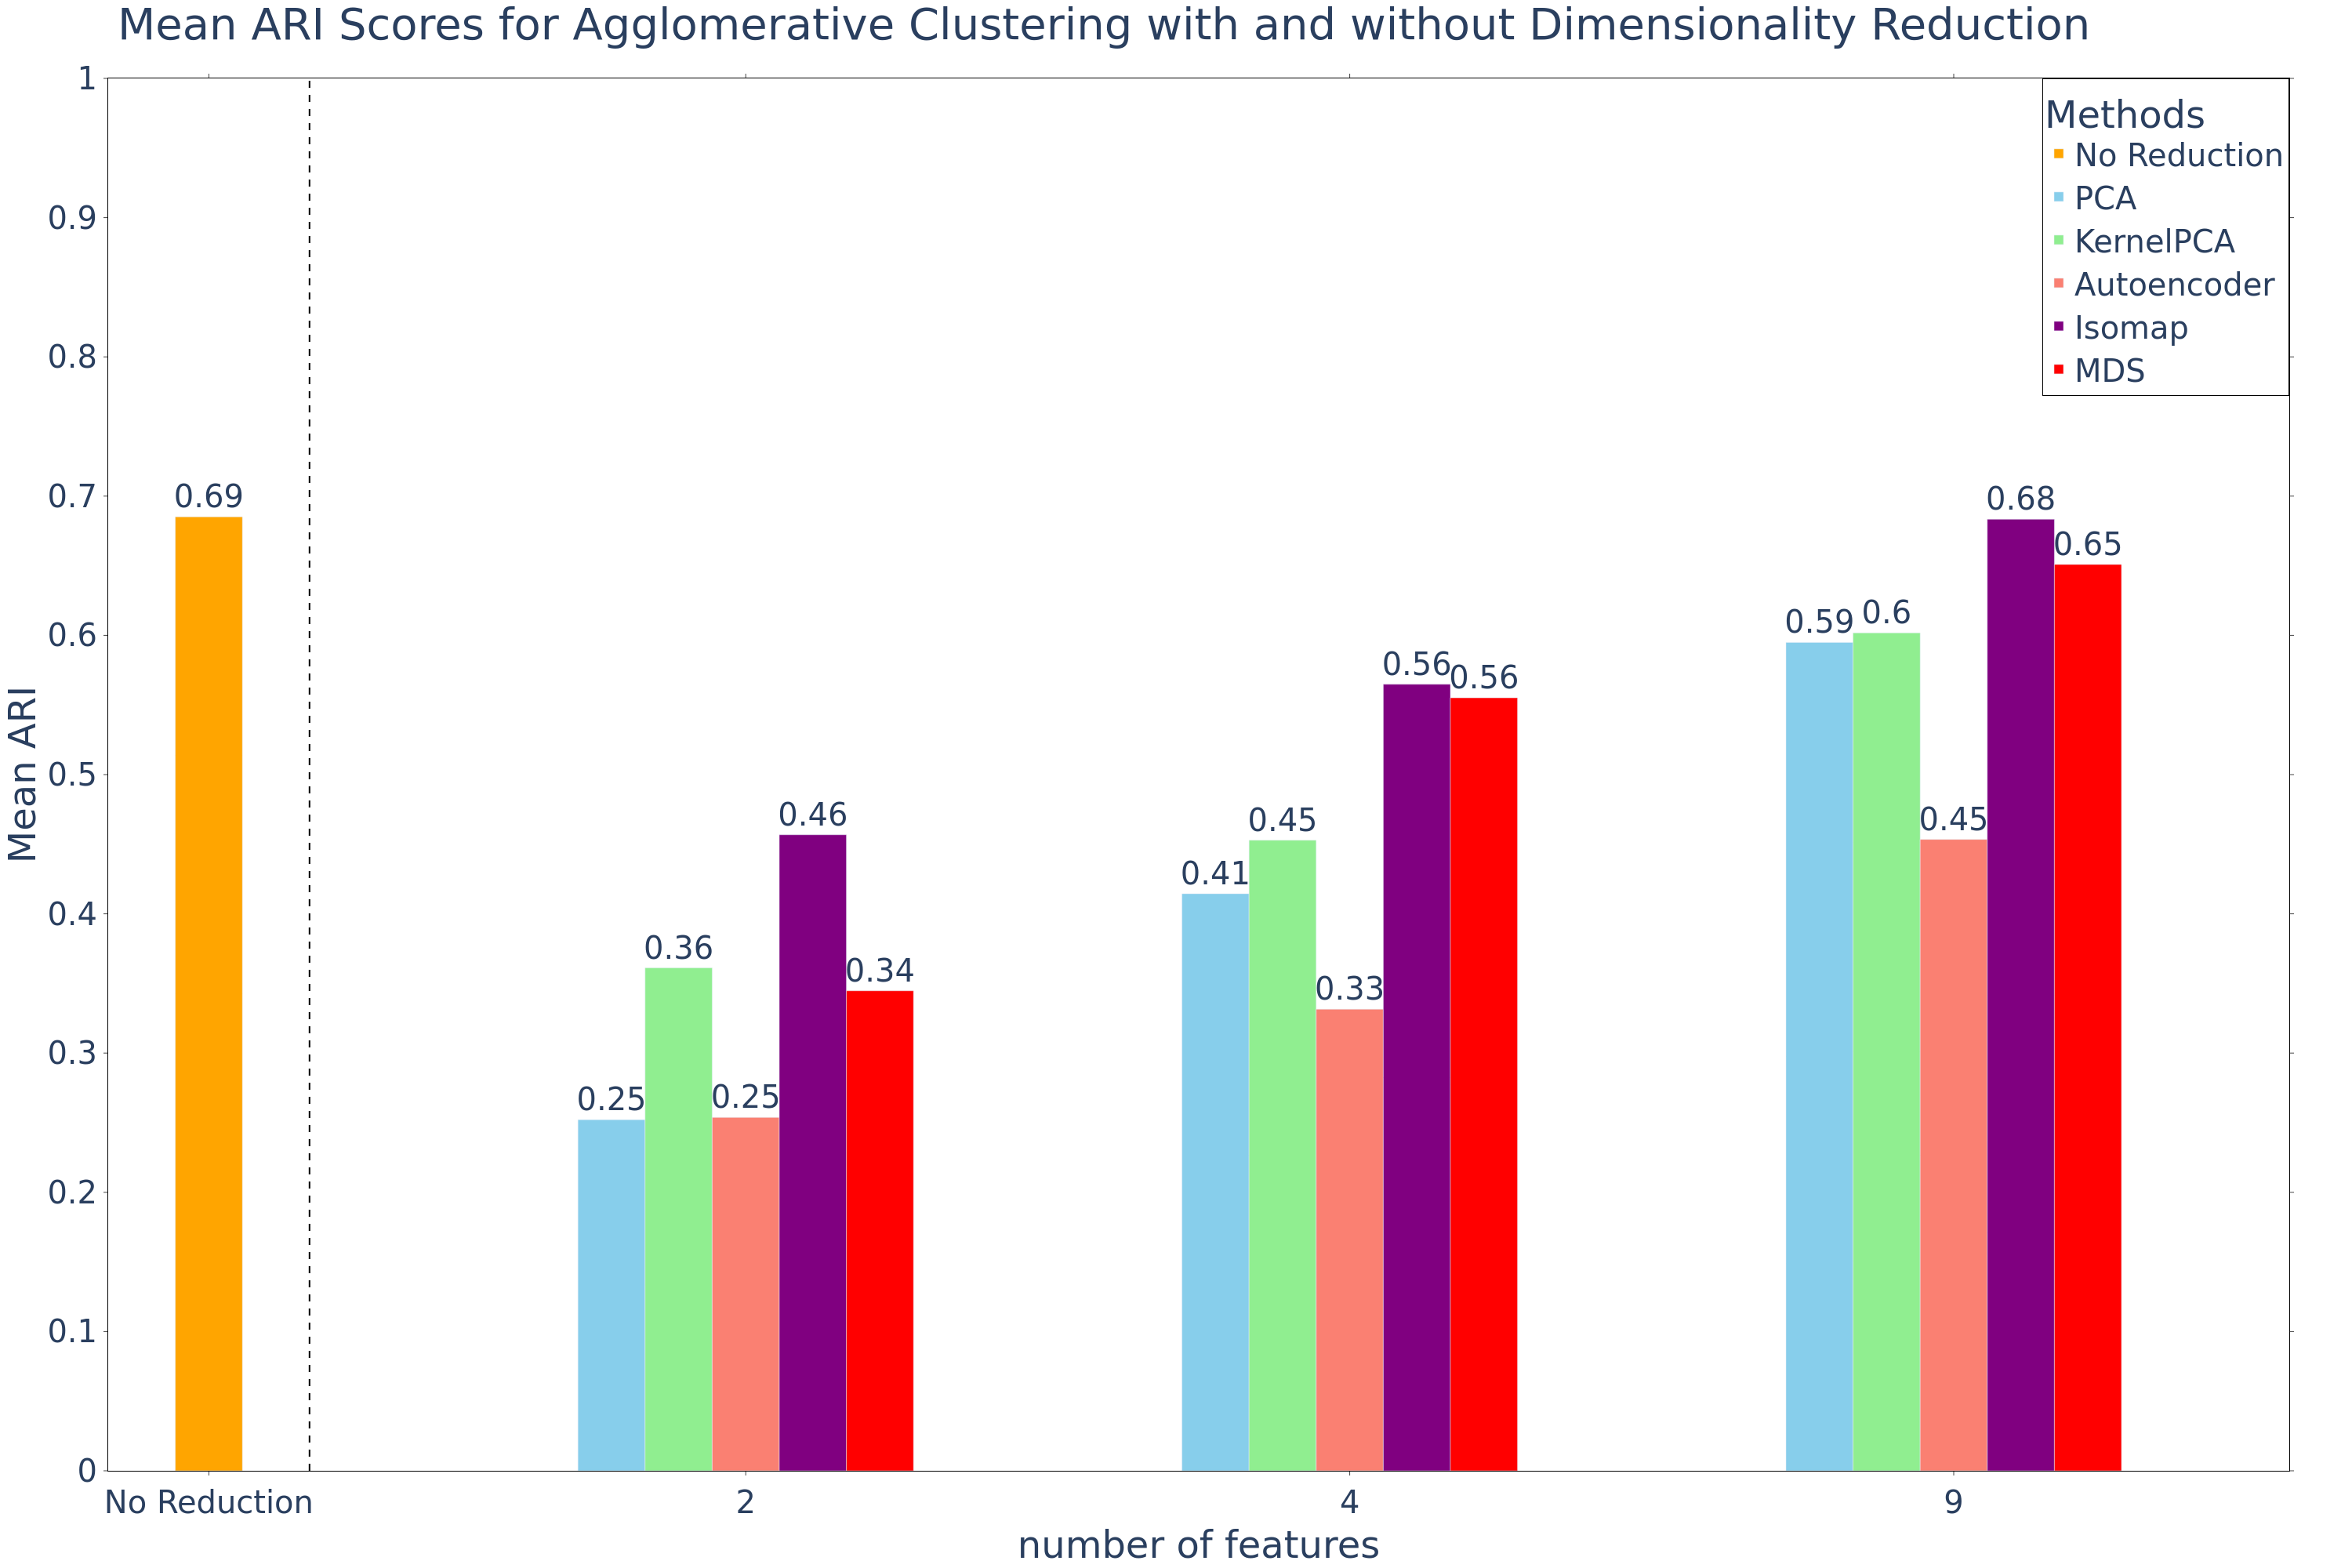 Mean ARI Scores for Agglomerative Clustering with and without Dimensionality Reduction
Methods
No Reduction
PCA
KernelPCA
Autoencoder
Isomap
MDS
Mean ARI
1
0.9
0.8
0.7
0.6
0.5
0.4
0.3
0.2
0.1
0
0.69
0.25
0.36
0.25
0.46
0.34
0.41
0.45
0.33
0.56
0.56
0.59
0.6
0.45
0.68
0.65
No Reduction
2
4
9
number of features